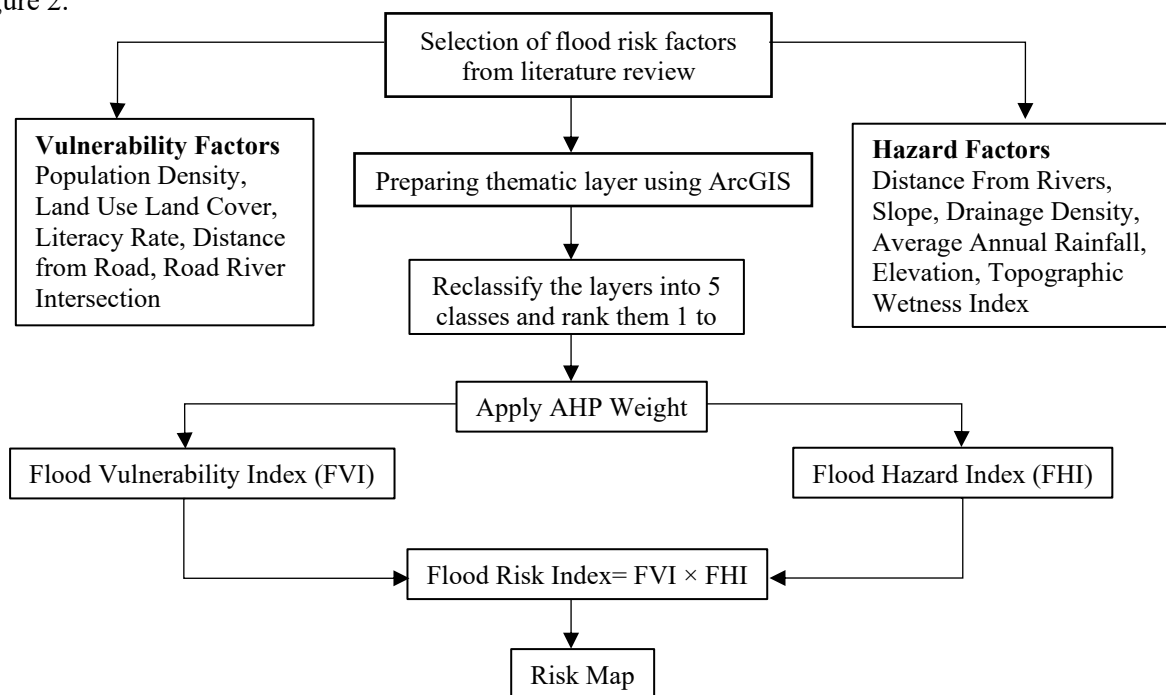 gure 2.
Selection of flood risk factors
from literature review
Vulnerability Factors
Population Density,
Land Use Land Cover,
Literacy Rate, Distance
from Road, Road River
Intersection
Preparing thematic layer using ArcGIS
Hazard Factors
Distance From Rivers,
Slope, Drainage Density,
Average Annual Rainfall,
Elevation, Topographic
Wetness Index
Reclassify the layers into 5
classes and rank them 1 to
Apply AHP Weight
Flood Vulnerability Index (FVI)
Flood Hazard Index (FHI)
Flood Risk Index= FVI × FHI
Risk Map